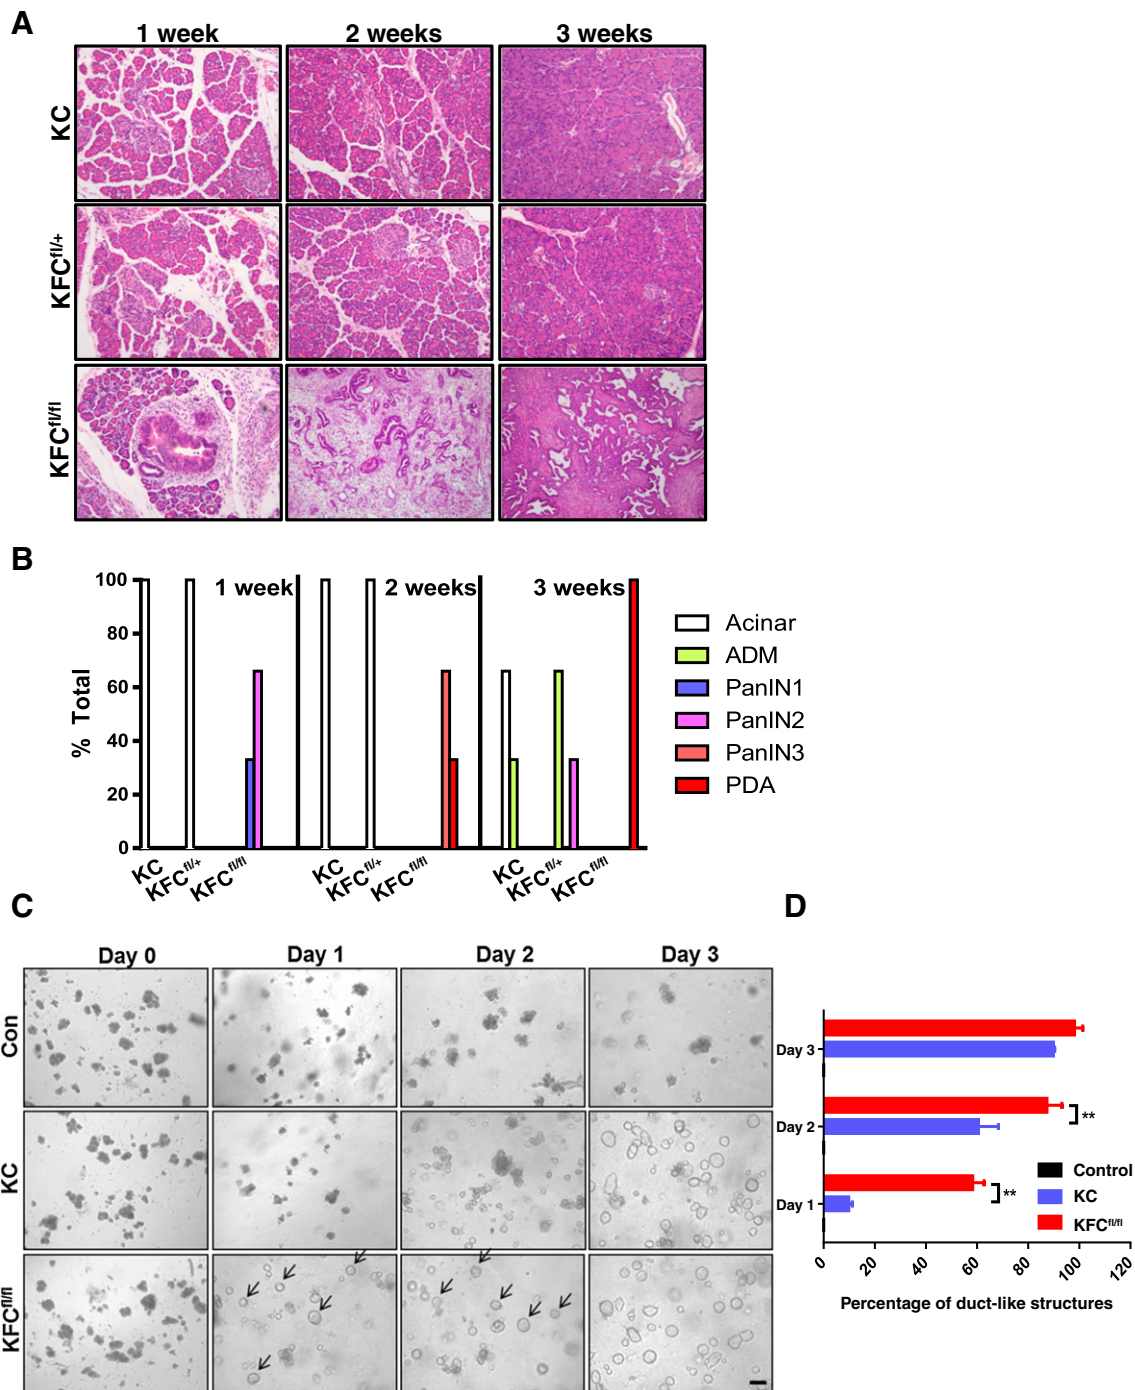 A
1 week 2 weeks 3 weeks
KC
KFCfl/+
KFCfl/fl
B
% Total
100
80
60
40
20
0
1 week 2 weeks 3 weeks
KC KFCfl/+ KFCfl/fl KC KFCfl/+ KFCfl/fl KC KFCfl/+ KFCfl/fl
Acinar
ADM
PanIN1
PanIN2
PanIN3
PDA
C
Day 0 Day 1 Day 2 Day 3
Con
KC
KFCfl/fl
D
Day 3
Day 2
**
Day 1
**
Control
KC
KFCfl/fl
0 20 40 60 80 100 120
Percentage of duct-like structures